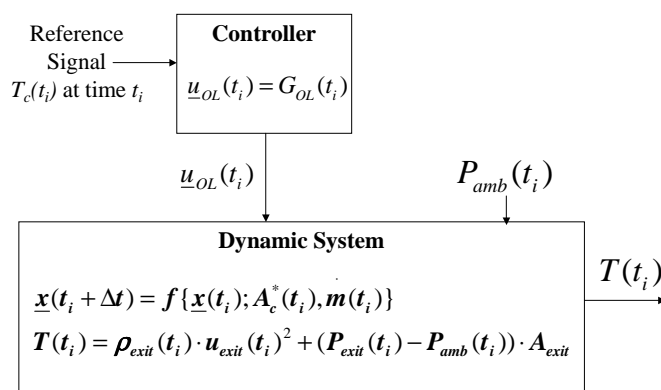 Reference
Signal
T_c(t_i) at time t_i
Controller
u_OL(t_i) = G_OL(t_i)
u_OL(t_i)
P_amb(t_i)
Dynamic System
x(t_i + Δt) = f{x(t_i); A_c^*(t_i), ṁ(t_i)}
T(t_i) = ρ_exit(t_i) · u_exit(t_i)^2 + (P_exit(t_i) − P_amb(t_i)) · A_exit
T(t_i)